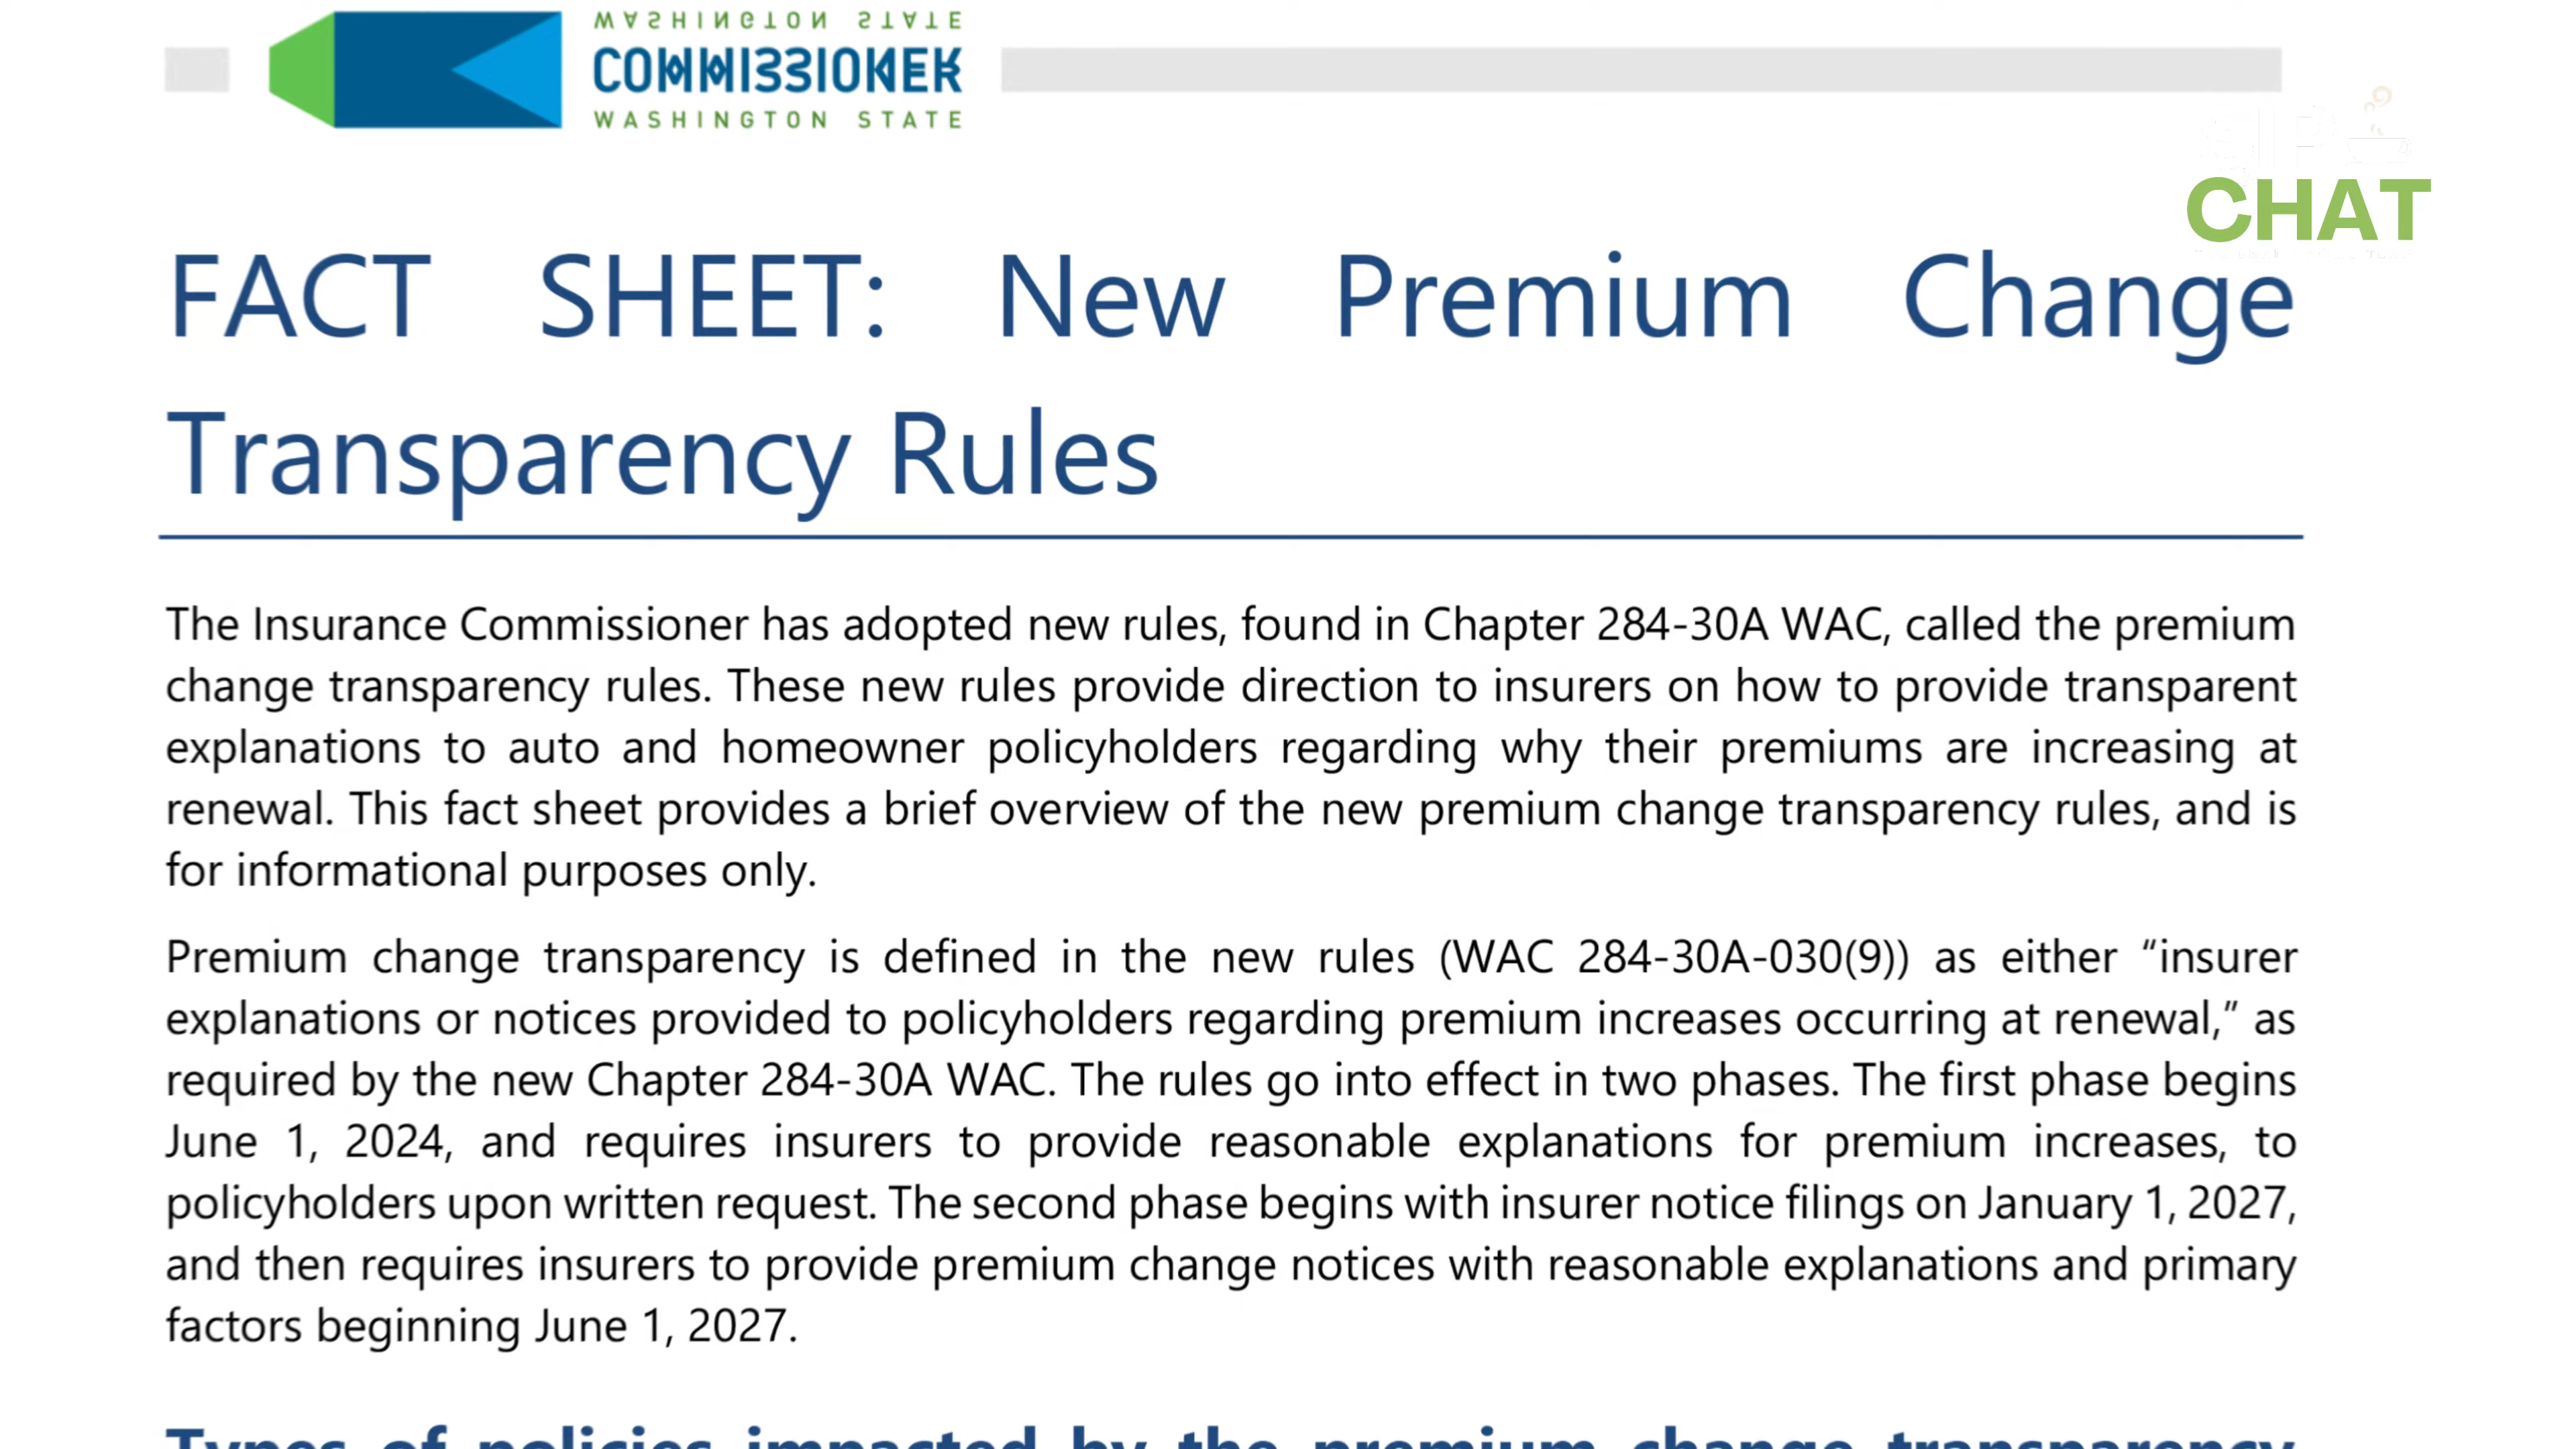 COMMISSIONER
WASHINGTON STATE
CHAT
FACT SHEET: New Premium Change
Transparency Rules
The Insurance Commissioner has adopted new rules, found in Chapter 284-30A WAC, called the premium
change transparency rules. These new rules provide direction to insurers on how to provide transparent
explanations to auto and homeowner policyholders regarding why their premiums are increasing at
renewal. This fact sheet provides a brief overview of the new premium change transparency rules, and is
for informational purposes only.
Premium change transparency is defined in the new rules (WAC 284-30A-030(9)) as either “insurer
explanations or notices provided to policyholders regarding premium increases occurring at renewal,” as
required by the new Chapter 284-30A WAC. The rules go into effect in two phases. The first phase begins
June 1, 2024, and requires insurers to provide reasonable explanations for premium increases, to
policyholders upon written request. The second phase begins with insurer notice filings on January 1, 2027,
and then requires insurers to provide premium change notices with reasonable explanations and primary
factors beginning June 1, 2027.
Types of policies impacted by the premium change transparency